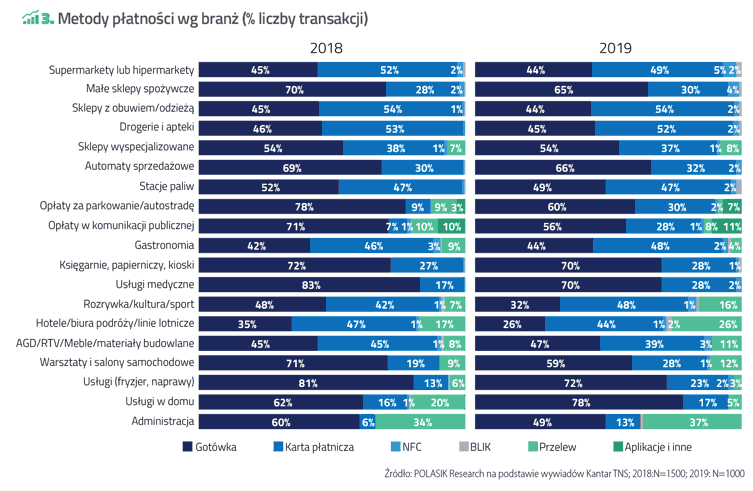 3. Metody płatności wg branż (% liczby transakcji)
2018 2019
Supermarkety lub hipermarkety 45% 52% 2% 44% 49% 5% 2%
Małe sklepy spożywcze 70% 28% 2% 65% 30% 4%
Sklepy z obuwiem/odzieżą 45% 54% 1% 44% 54% 2%
Drogerie i apteki 46% 53% 45% 52% 2%
Sklepy wyspecjalizowane 54% 38% 1% 7% 54% 37% 1% 8%
Automaty sprzedażowe 69% 30% 66% 32% 2%
Stacje paliw 52% 47% 49% 47% 2%
Opłaty za parkowanie/autostradę 78% 9% 9% 3% 60% 30% 2% 7%
Opłaty w komunikacji publicznej 71% 7% 1% 10% 10% 56% 28% 1% 8% 11%
Gastronomia 42% 46% 3% 9% 44% 48% 2% 4%
Księgarnie, papierniczy, kioski 72% 27% 70% 28% 1%
Usługi medyczne 83% 17% 70% 28% 2%
Rozrywka/kultura/sport 48% 42% 1% 7% 32% 48% 1% 16%
Hotele/biura podróży/linie lotnicze 35% 47% 1% 17% 26% 44% 1% 2% 26%
AGD/RTV/Meble/materiały budowlane 45% 45% 1% 8% 47% 39% 3% 11%
Warsztaty i salony samochodowe 71% 19% 9% 59% 28% 1% 12%
Usługi (fryzjer, naprawy) 81% 13% 6% 72% 23% 2% 3%
Usługi w domu 62% 16% 1% 20% 78% 17% 5%
Administracja 60% 6% 34% 49% 13% 37%
Gotówka Karta płatnicza NFC BLIK Przelew Aplikacje i inne
Źródło: POLASIK Research na podstawie wywiadów Kantar TNS; 2018:N=1500; 2019: N=1000